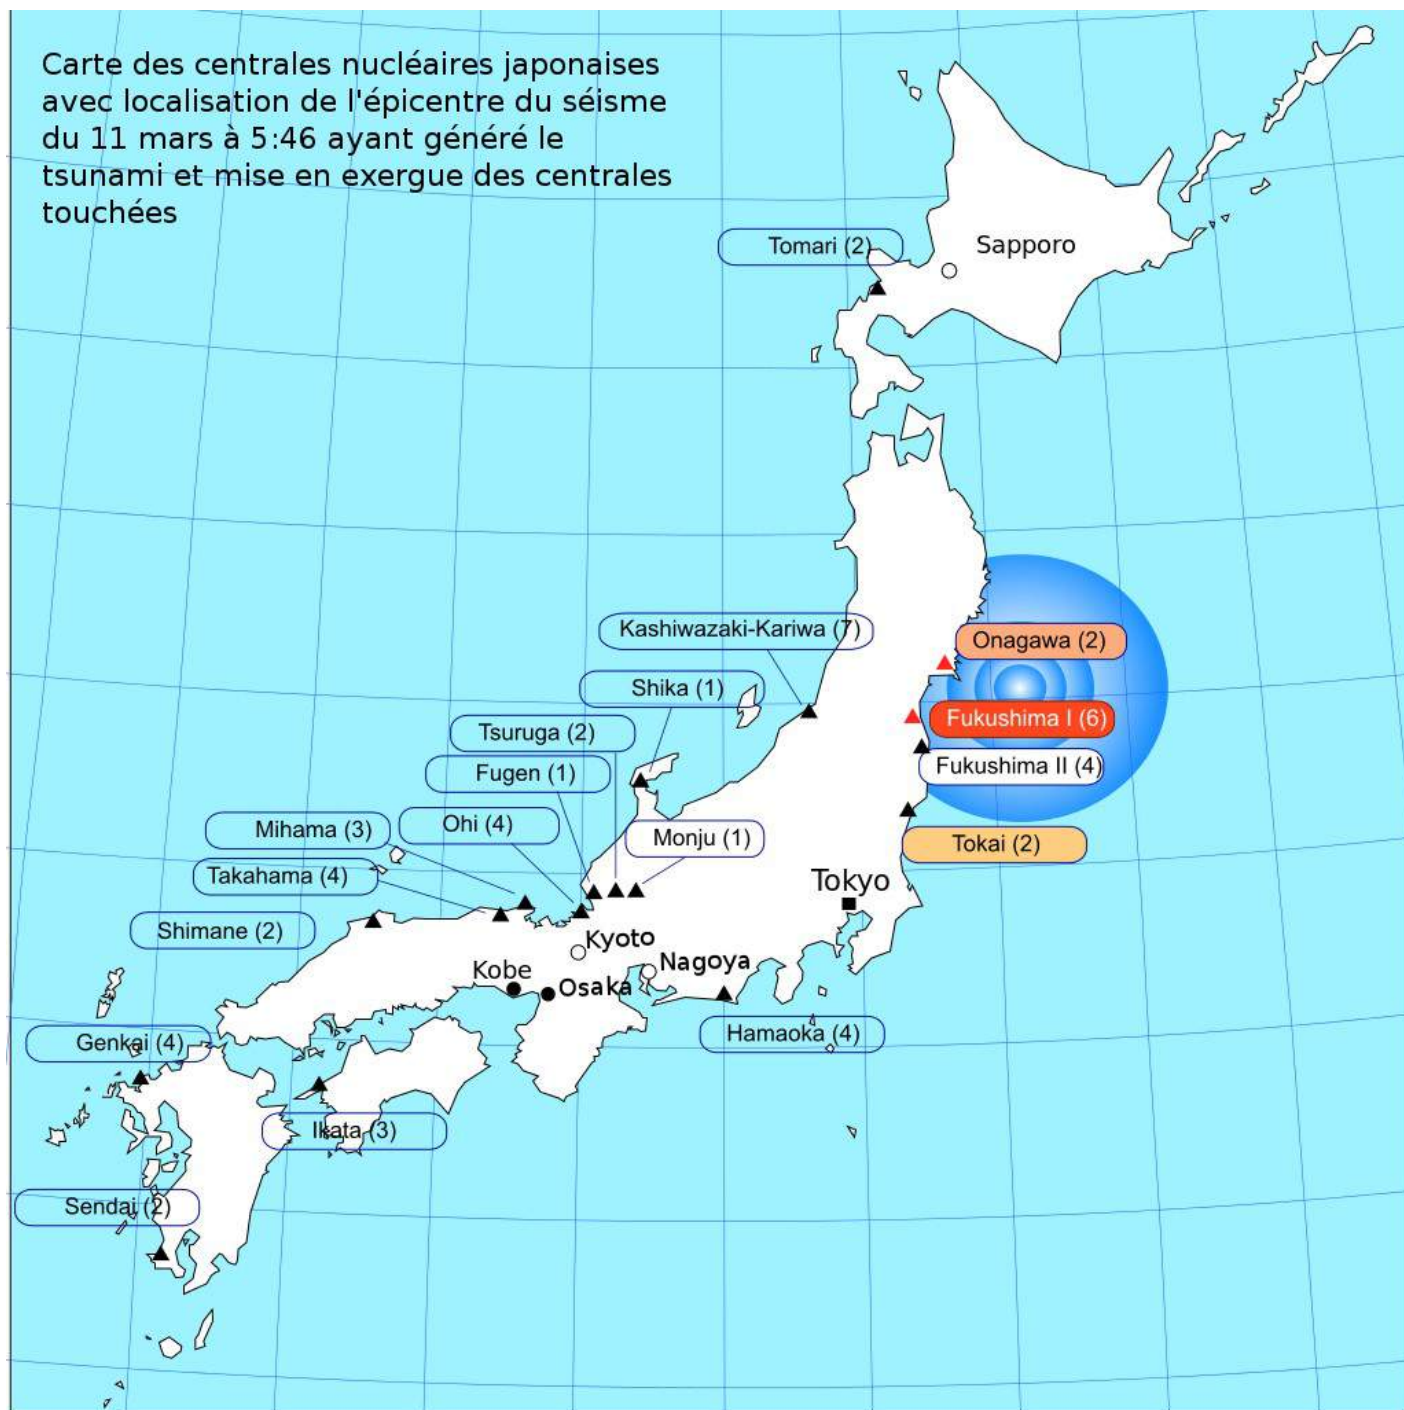 Carte des centrales nucléaires japonaises
avec localisation de l'épicentre du séisme
du 11 mars à 5:46 ayant généré le
tsunami et mise en exergue des centrales
touchées
Tomari (2)
Sapporo
Kashiwazaki-Kariwa (7)
Onagawa (2)
Shika (1)
Fukushima I (6)
Tsuruga (2)
Fukushima II (4)
Fugen (1)
Ohi (4)
Mihama (3)
Monju (1)
Tokai (2)
Takahama (4)
Tokyo
Shimane (2)
Kyoto
Nagoya
Kobe
Osaka
Hamaoka (4)
Genkai (4)
Ikata (3)
Sendai (2)